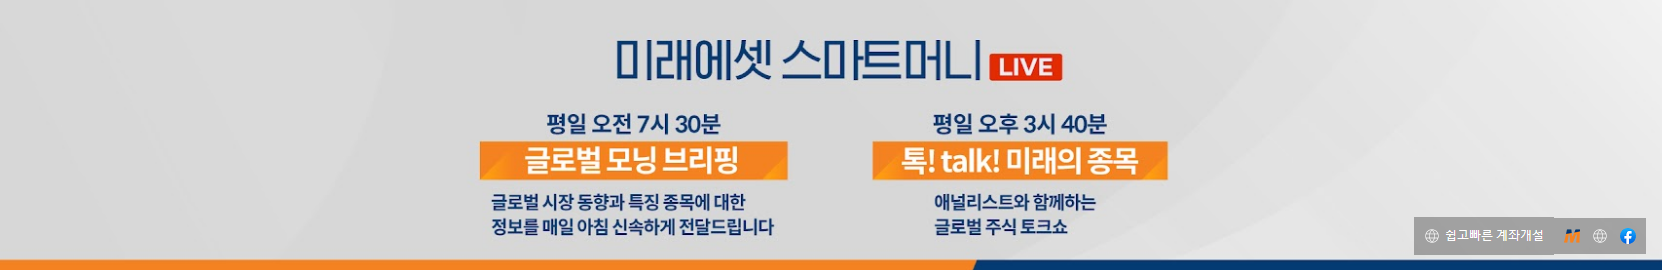 미래에셋 스마트머니 LIVE
평일 오전 7시 30분
글로벌 모닝 브리핑
글로벌 시장 동향과 특징 종목에 대한
정보를 매일 아침 신속하게 전달드립니다
평일 오후 3시 40분
톡! talk! 미래의 종목
애널리스트와 함께하는
글로벌 주식 토크쇼
쉽고빠른 계좌개설